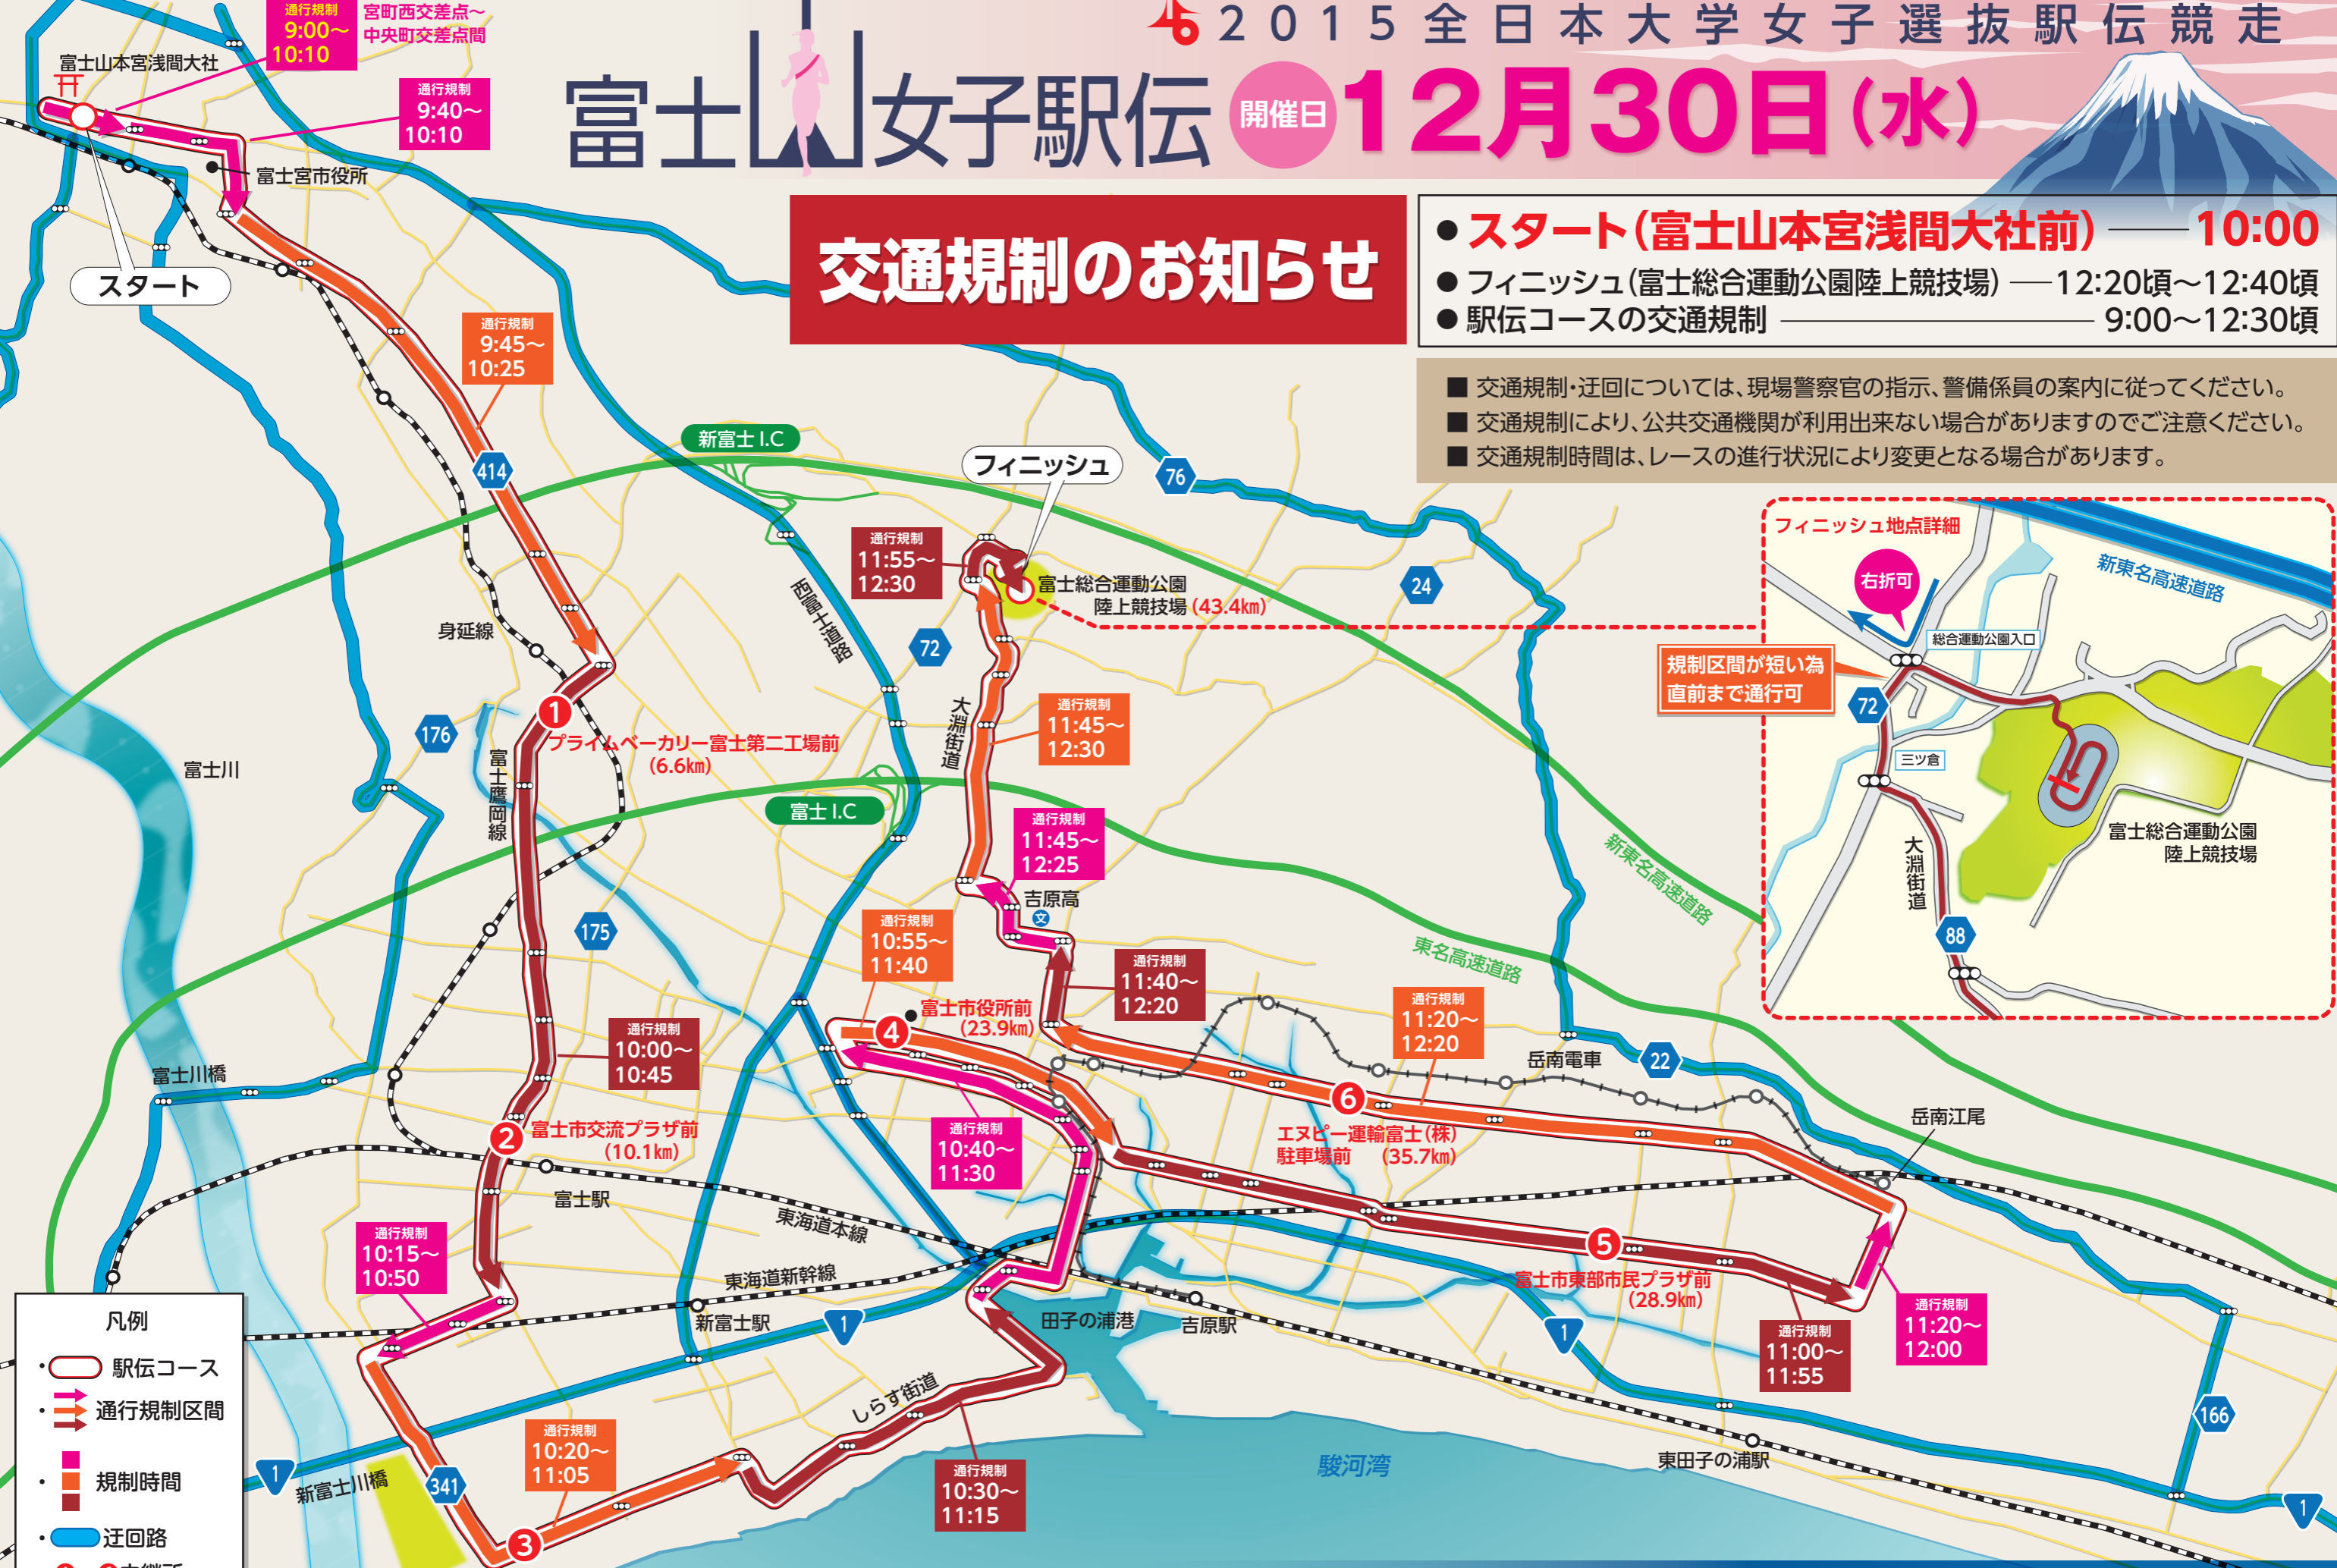 2015全日本大学女子選抜駅伝競走
富士山女子駅伝
開催日
12月30日(水)
交通規制のお知らせ
●スタート(富士山本宮浅間大社前)――10:00
●フィニッシュ(富士総合運動公園陸上競技場)―12:20頃～12:40頃
●駅伝コースの交通規制――9:00～12:30頃
■ 交通規制・迂回については、現場警察官の指示、警備係員の案内に従ってください。
■ 交通規制により、公共交通機関が利用出来ない場合がありますのでご注意ください。
■ 交通規制時間は、レースの進行状況により変更となる場合があります。
通行規制
9:00～
10:10
宮町西交差点～
中央町交差点間
富士山本宮浅間大社
通行規制
9:40～
10:10
富士宮市役所
スタート
通行規制
9:45～
10:25
414
新富士 I.C
フィニッシュ
76
24
通行規制
11:55～
12:30
富士総合運動公園
陸上競技場(43.4km)
西富士道路
72
身延線
大淵街道
通行規制
11:45～
12:30
1
プライムベーカリー富士第二工場前
(6.6km)
176
富士川
富士鷹岡線
富士 I.C
通行規制
11:45～
12:25
吉原高
文
新東名高速道路
東名高速道路
175
通行規制
10:55～
11:40
通行規制
11:40～
12:20
4
富士市役所前
(23.9km)
通行規制
11:20～
12:20
岳南電車
22
通行規制
10:00～
10:45
富士川橋
6
エヌピー運輸富士(株)
駐車場前 (35.7km)
岳南江尾
2
富士市交流プラザ前
(10.1km)
通行規制
10:40～
11:30
富士駅
東海道本線
通行規制
10:15～
10:50
東海道新幹線
新富士駅
1
田子の浦港
吉原駅
5
富士市東部市民プラザ前
(28.9km)
1
通行規制
11:00～
11:55
通行規制
11:20～
12:00
しらす街道
166
通行規制
10:20～
11:05
通行規制
10:30～
11:15
駿河湾
東田子の浦駅
1
1
新富士川橋
341
3
フィニッシュ地点詳細
右折可
新東名高速道路
総合運動公園入口
規制区間が短い為
直前まで通行可
72
三ツ倉
富士総合運動公園
陸上競技場
大淵街道
88
凡例
・駅伝コース
・通行規制区間
・規制時間
・迂回路